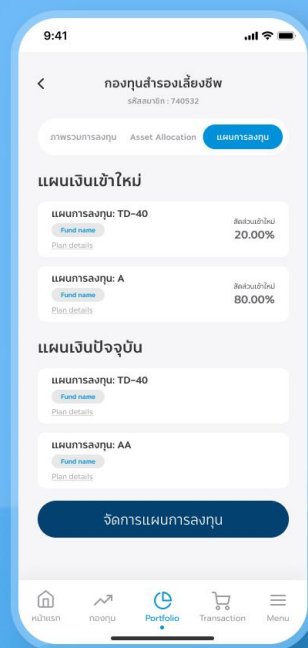 9:41
กองทุนสำรองเลี้ยงชีพ
รหัสสมาชิก : 740532
ภาพรวมการลงทุน Asset Allocation แผนการลงทุน
แผนเงินเข้าใหม่
แผนการลงทุน: TD-40
สัดส่วนเข้าใหม่
Fund name
20.00%
Plan details
แผนการลงทุน: A
สัดส่วนเข้าใหม่
Fund name
80.00%
Plan details
แผนเงินปัจจุบัน
แผนการลงทุน: TD-40
Fund name
Plan details
แผนการลงทุน: AA
Fund name
Plan details
จัดการแผนการลงทุน
หน้าแรก กองทุน Portfolio Transaction Menu